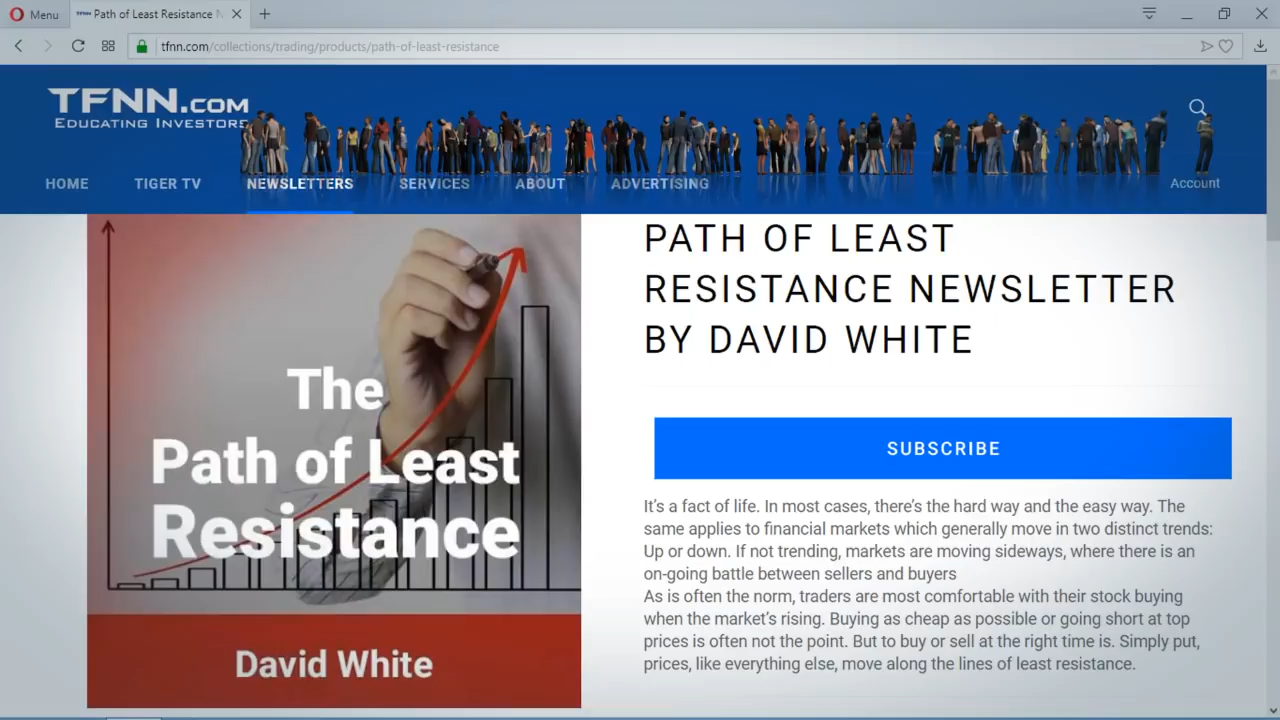 Menu
Path of Least Resistance N
tfnn.com/collections/trading/products/path-of-least-resistance
TFNN.COM
EDUCATING INVESTORS
HOME
TIGER TV
NEWSLETTERS
SERVICES
ABOUT
ADVERTISING
Account
The
Path of Least
Resistance
David White
PATH OF LEAST
RESISTANCE NEWSLETTER
BY DAVID WHITE
SUBSCRIBE
It's a fact of life. In most cases, there's the hard way and the easy way. The
same applies to financial markets which generally move in two distinct trends:
Up or down. If not trending, markets are moving sideways, where there is an
on-going battle between sellers and buyers
As is often the norm, traders are most comfortable with their stock buying
when the market's rising. Buying as cheap as possible or going short at top
prices is often not the point. But to buy or sell at the right time is. Simply put,
prices, like everything else, move along the lines of least resistance.